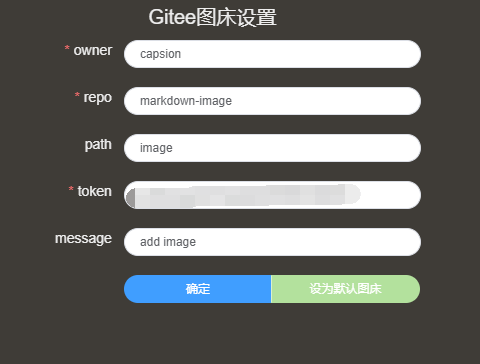 Gitee图床设置
* owner
capsion
* repo
markdown-image
path
image
* token
message
add image
确定
设为默认图床